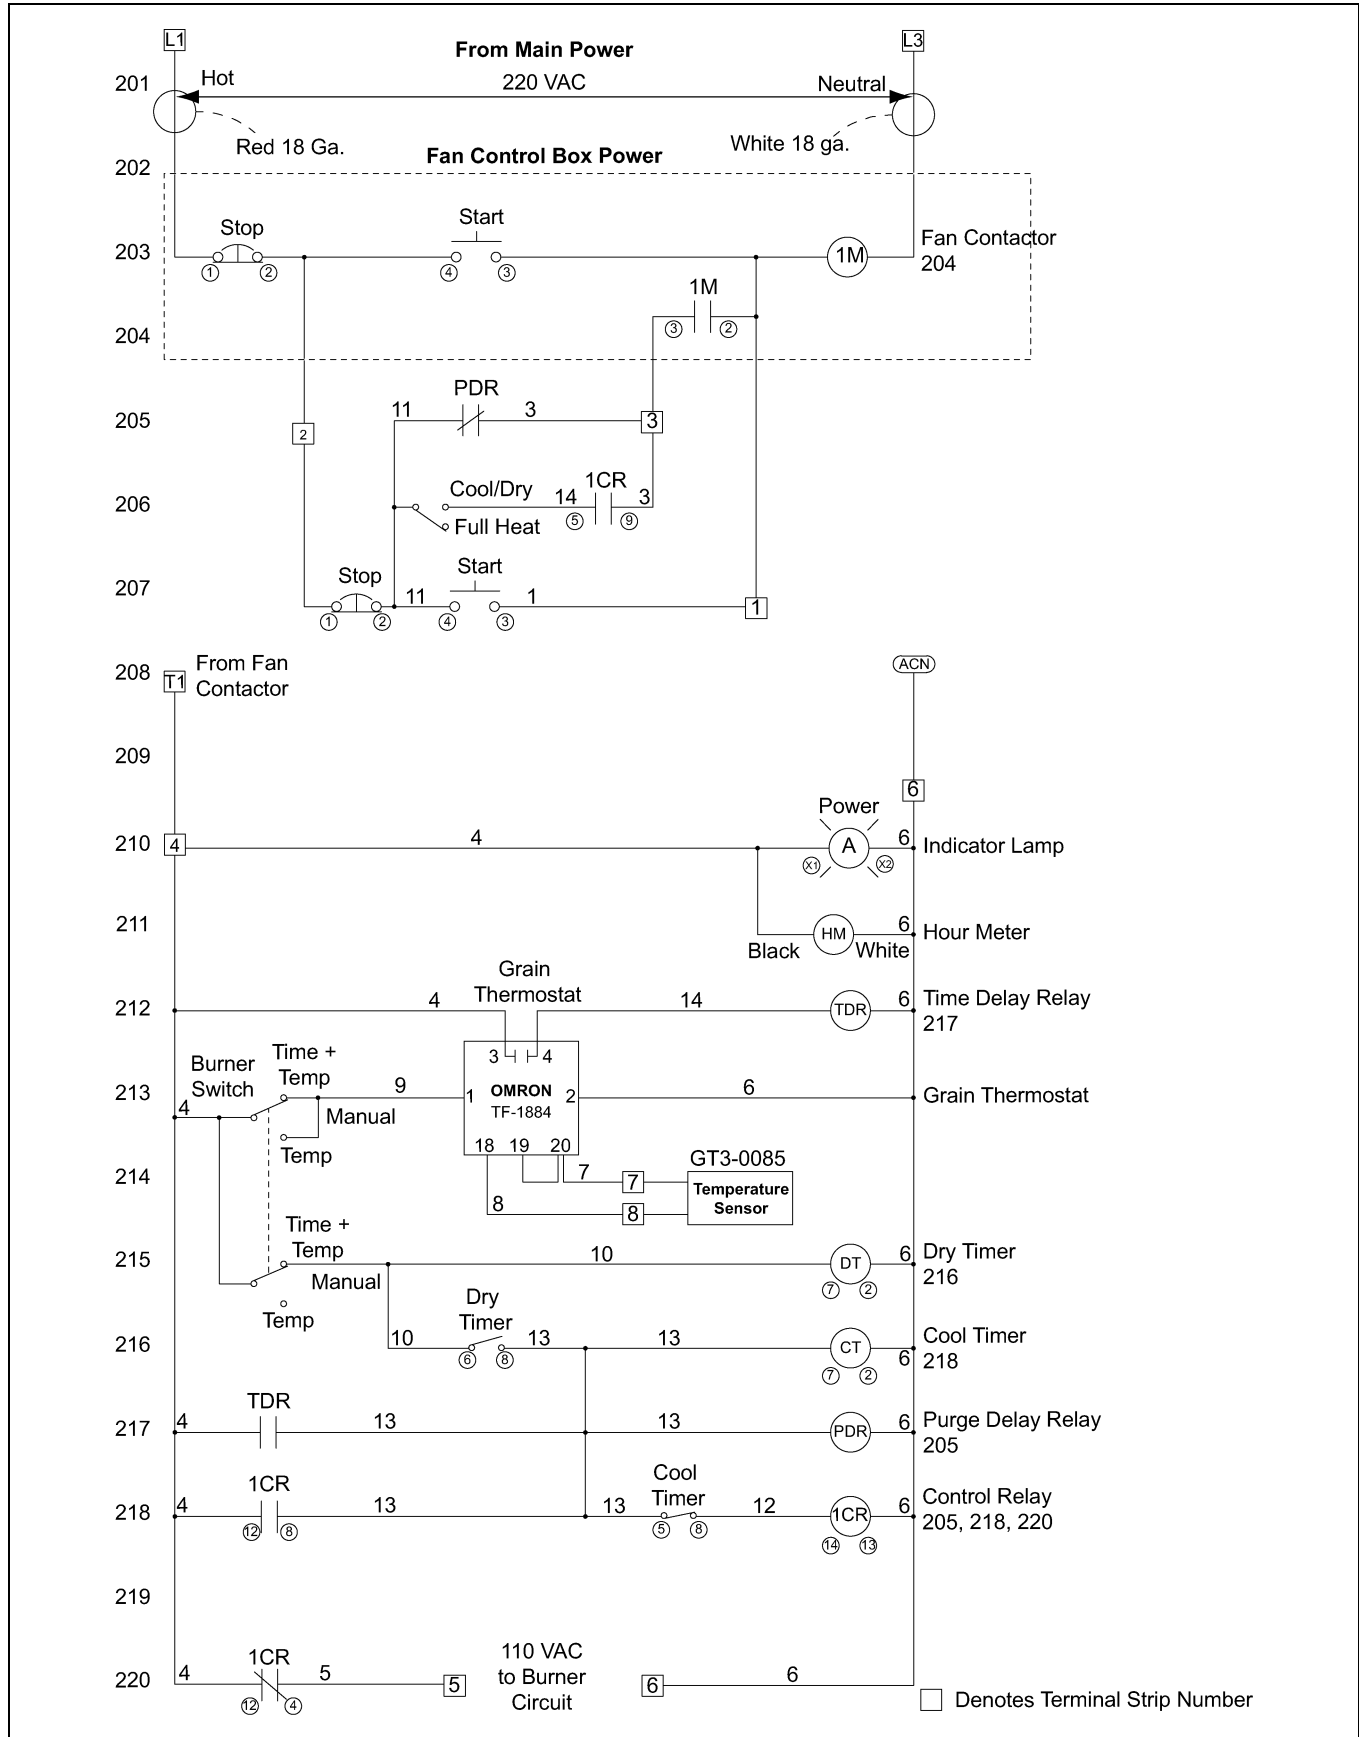 L1
From Main Power
L3
201
Hot
220 VAC
Neutral
Red 18 Ga.
White 18 ga.
202
Fan Control Box Power
203
Stop
1 2
Start
4 3
1M
Fan Contactor
204
204
1M
3 2
205
2
11
PDR
3
3
206
Cool/Dry
Full Heat
14
1CR
3
5 9
207
Stop
1 2
11
Start
4 3
1
1
208
T1
From Fan
Contactor
ACN
209
6
210
4
4
Power
A
X1 X2
6
Indicator Lamp
211
Black
HM
White
6
Hour Meter
212
4
Grain
Thermostat
14
TDR
6
Time Delay Relay
217
213
Burner
Switch
4
Time +
Temp
Manual
Temp
9
3 4
1
OMRON
TF-1884
2
18 19 20
6
Grain Thermostat
214
7
7
8
8
GT3-0085
Temperature
Sensor
215
Time +
Temp
Manual
Temp
10
DT
7 2
6
Dry Timer
216
216
10
Dry
Timer
6 8
13
13
CT
7 2
6
Cool Timer
218
217
4
TDR
13
13
PDR
6
Purge Delay Relay
205
218
4
1CR
12 8
13
13
Cool
Timer
5 8
12
1CR
14 13
6
Control Relay
205, 218, 220
219
220
4
1CR
12 4
5
5
110 VAC
to Burner
Circuit
6
6
Denotes Terminal Strip Number